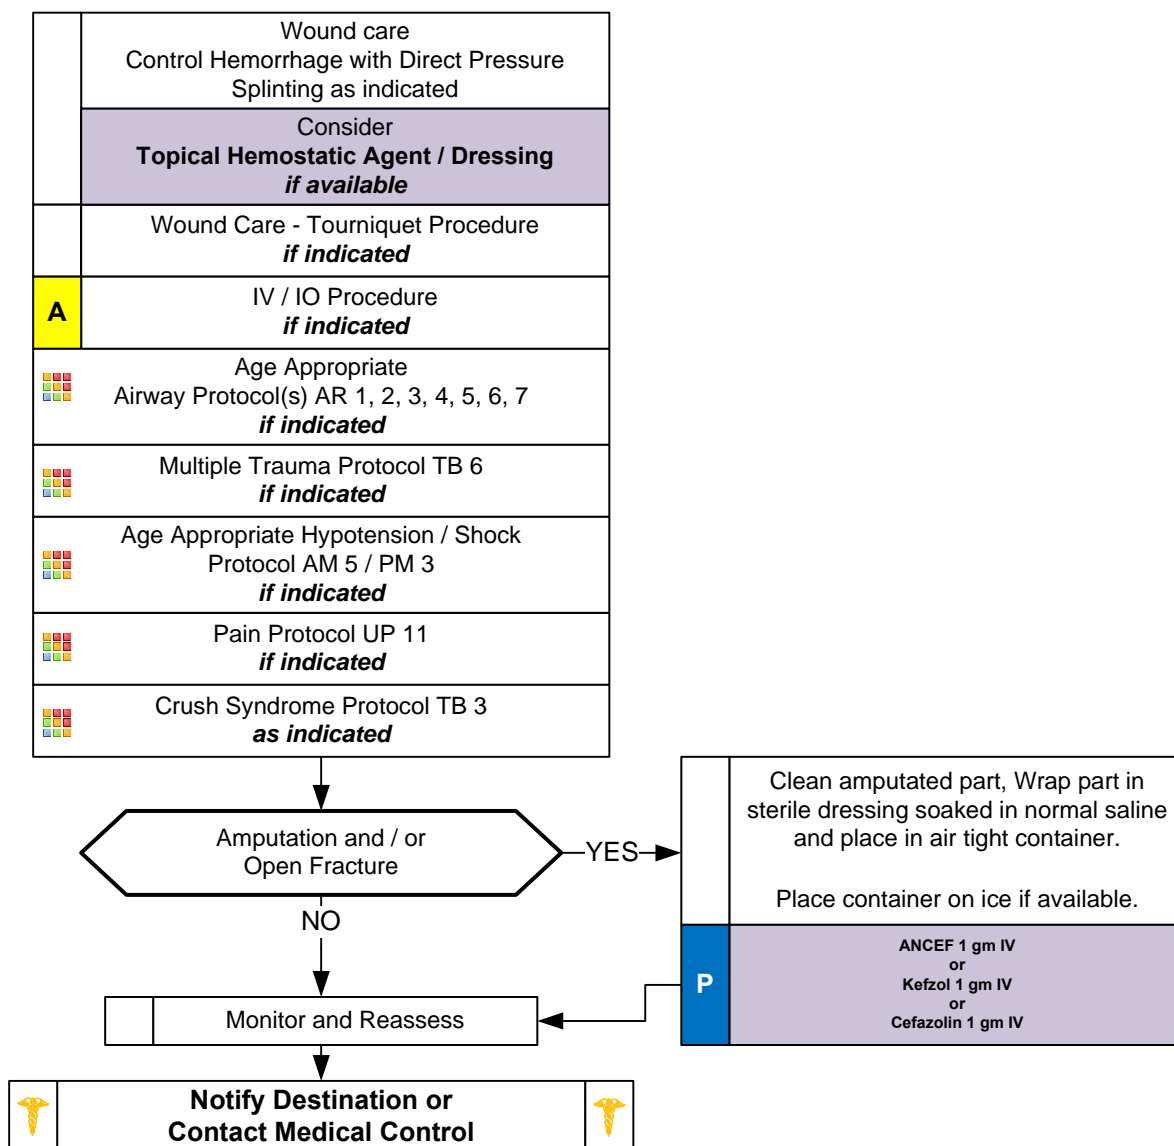 Wound care
Control Hemorrhage with Direct Pressure
Splinting as indicated
Consider
Topical Hemostatic Agent / Dressing
if available
Wound Care - Tourniquet Procedure
if indicated
A
IV / IO Procedure
if indicated
Age Appropriate
Airway Protocol(s) AR 1, 2, 3, 4, 5, 6, 7
if indicated
Multiple Trauma Protocol TB 6
if indicated
Age Appropriate Hypotension / Shock
Protocol AM 5 / PM 3
if indicated
Pain Protocol UP 11
if indicated
Crush Syndrome Protocol TB 3
as indicated
Amputation and / or
Open Fracture
YES
Clean amputated part, Wrap part in
sterile dressing soaked in normal saline
and place in air tight container.
Place container on ice if available.
P
ANCEF 1 gm IV
or
Kefzol 1 gm IV
or
Cefazolin 1 gm IV
NO
Monitor and Reassess
Notify Destination or
Contact Medical Control